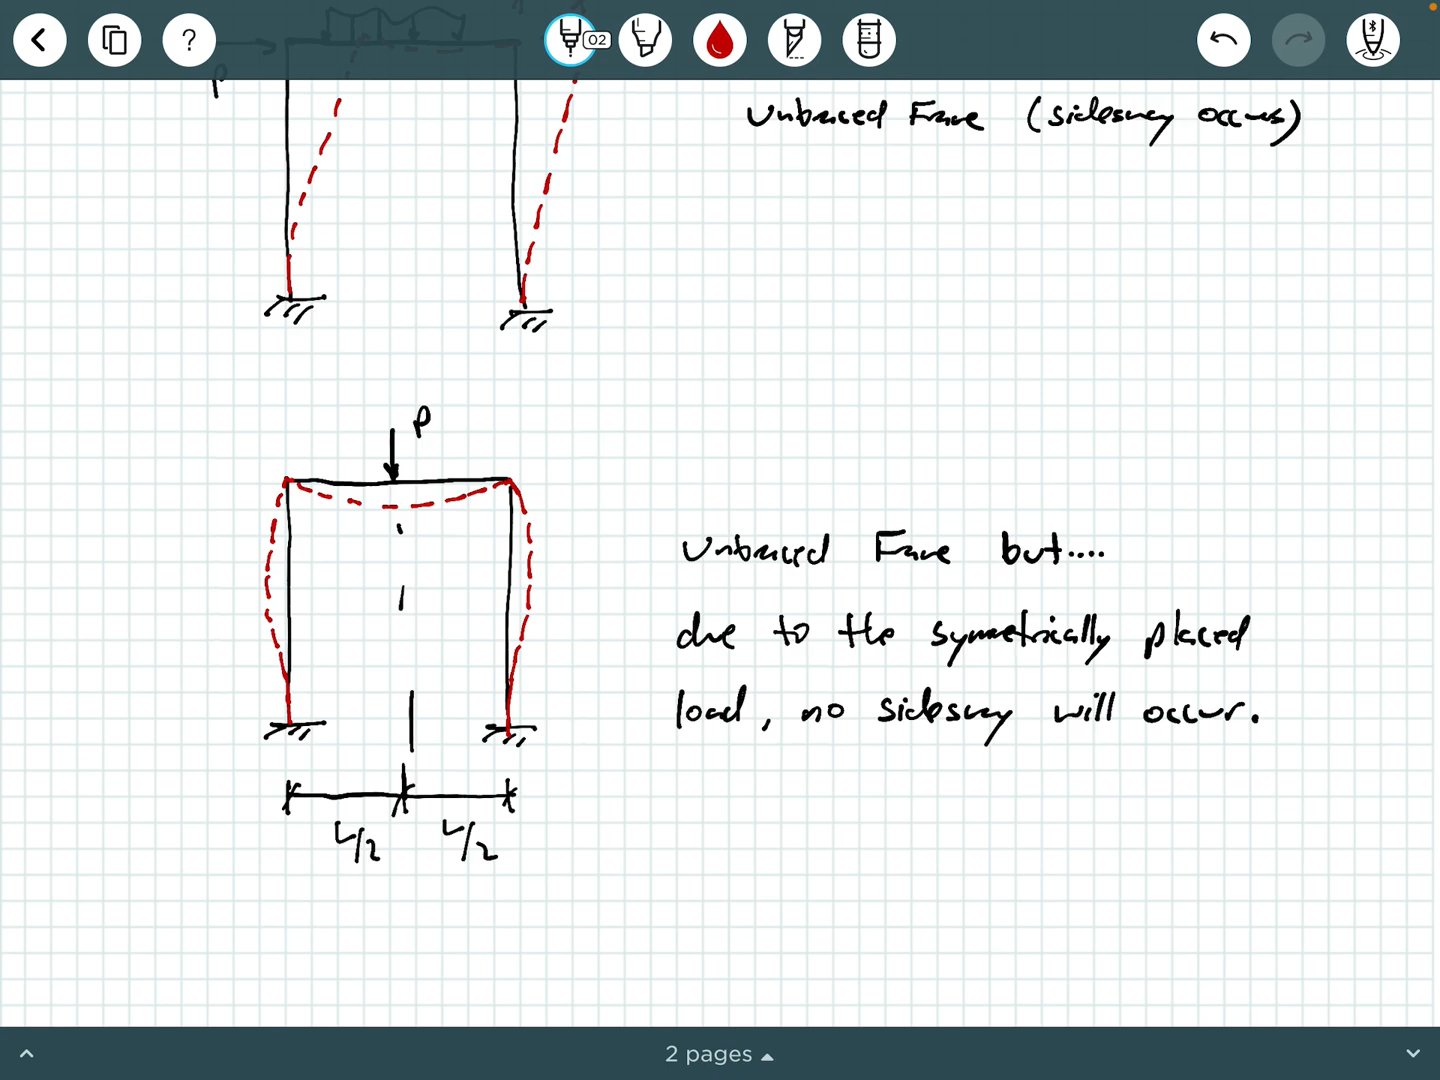 02
P
Unbraced Frame (sidesway occurs)
P
Unbraced Frame but....
due to the symmetrically placed
load, no sidesway will occur.
L/2 L/2
2 pages